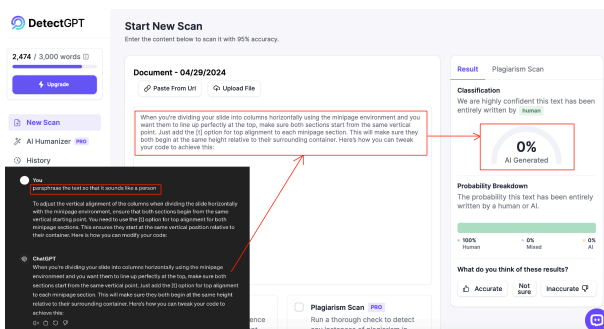 DetectGPT
2,474 / 3,000 words
Upgrade
New Scan
AI Humanizer PRO
History
Start New Scan
Enter the content below to scan it with 95% accuracy.
Document - 04/29/2024
Paste From Url
Upload File
When you're dividing your slide into columns horizontally using the minipage environment and you
want them to line up perfectly at the top, make sure both sections start from the same vertical
point. Just add the [t] option for top alignment to each minipage section. This will make sure they
both begin at the same height relative to their surrounding container. Here's how you can tweak
your code to achieve this:
You
paraphrase the text so that it sounds like a person
To adjust the vertical alignment of the columns when dividing the slide horizontally
with the minipage environment, ensure that both sections begin from the same
vertical starting point. You need to use the [t] option for top alignment for both
minipage sections. This ensures they start at the same vertical position relative to
their container. Here is how you can modify your code:
ChatGPT
When you're dividing your slide into columns horizontally using the minipage
environment and you want them to line up perfectly at the top, make sure both
sections start from the same vertical point. Just add the [t] option for top alignment
to each minipage section. This will make sure they both begin at the same height
relative to their surrounding container. Here's how you can tweak your code to
achieve this:
Plagiarism Scan PRO
Run a thorough check to detect
Result
Plagiarism Scan
Classification
We are highly confident this text has been
entirely written by human
0%
AI Generated
Probability Breakdown
The probability this text has been entirely
written by a human or AI.
100%
Human
0%
Mixed
0%
AI
What do you think of these results?
Accurate
Not
sure
Inaccurate